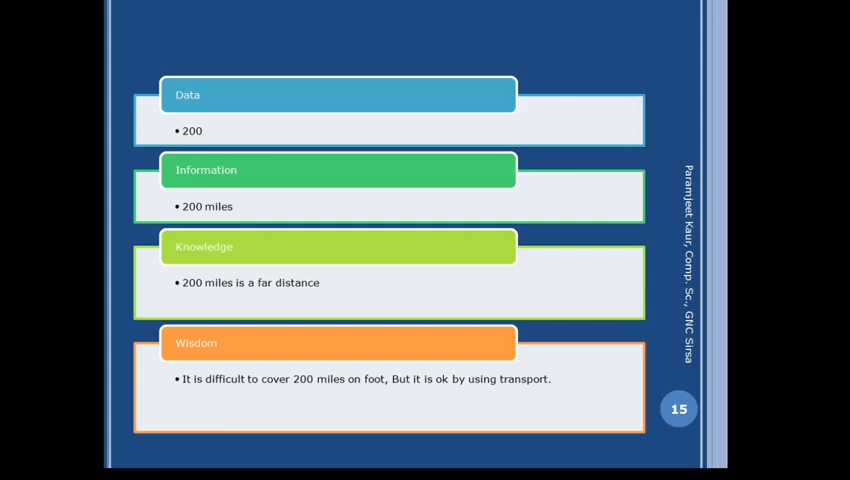 Data
• 200
Information
• 200 miles
Knowledge
• 200 miles is a far distance
Wisdom
• It is difficult to cover 200 miles on foot, But it is ok by using transport.
Paramjeet Kaur, Comp. Sc., GNC Sirsa
15